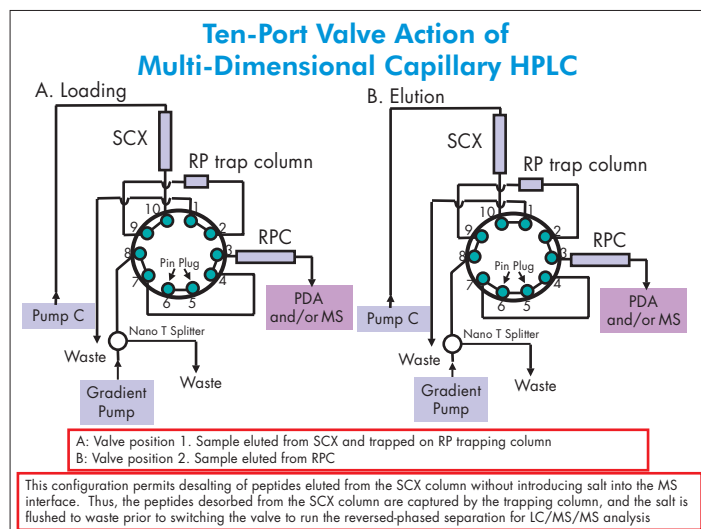 Ten-Port Valve Action of
Multi-Dimensional Capillary HPLC
A. Loading
SCX
RP trap column
10
1
9
2
8
3
RPC
Pin Plug
7
4
6
5
Pump C
PDA
and/or MS
Nano T Splitter
Waste
Waste
Gradient
Pump
B. Elution
SCX
RP trap column
10
1
9
2
8
3
RPC
Pin Plug
7
4
6
5
Pump C
PDA
and/or MS
Nano T Splitter
Waste
Waste
Gradient
Pump
A: Valve position 1. Sample eluted from SCX and trapped on RP trapping column
B: Valve position 2. Sample eluted from RPC
This configuration permits desalting of peptides eluted from the SCX column without introducing salt into the MS
interface. Thus, the peptides desorbed from the SCX column are captured by the trapping column, and the salt is
flushed to waste prior to switching the valve to run the reversed-phased separation for LC/MS/MS analysis